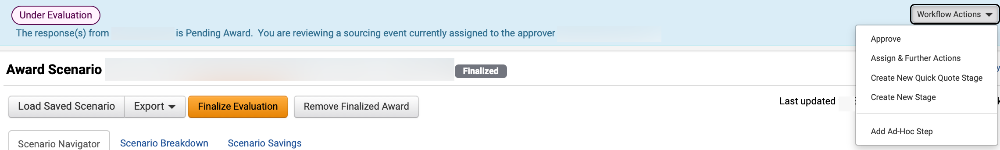 Under Evaluation
Workflow Actions
The response(s) from is Pending Award. You are reviewing a sourcing event currently assigned to the approver
Approve
Assign & Further Actions
Create New Quick Quote Stage
Create New Stage
Add Ad-Hoc Step
Award Scenario Finalized
Load Saved Scenario Export Finalize Evaluation Remove Finalized Award
Last updated
Scenario Navigator Scenario Breakdown Scenario Savings